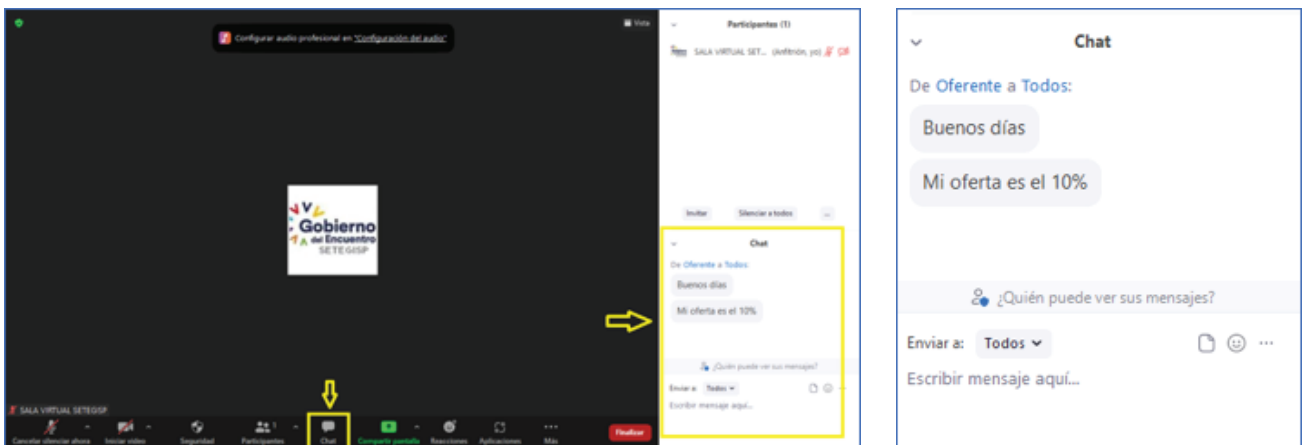 Configurar audio profesional en "Configuración del audio"
Vista
Gobierno
del Encuentro
SETEGISP
SALA VIRTUAL SETEGISP
Cancelar silenciar ahora
Iniciar video
Seguridad
Participantes
1
Chat
Compartir pantalla
Reacciones
Aplicaciones
Más
Finalizar
Participantes (1)
SALA VIRTUAL SET... (Anfitrión, yo)
Invitar
Silenciar a todos
...
Chat
De Oferente a Todos:
Buenos días
Mi oferta es el 10%
¿Quién puede ver sus mensajes?
Enviar a: Todos
Escribir mensaje aquí...
Chat
De Oferente a Todos:
Buenos días
Mi oferta es el 10%
¿Quién puede ver sus mensajes?
Enviar a: Todos
Escribir mensaje aquí...